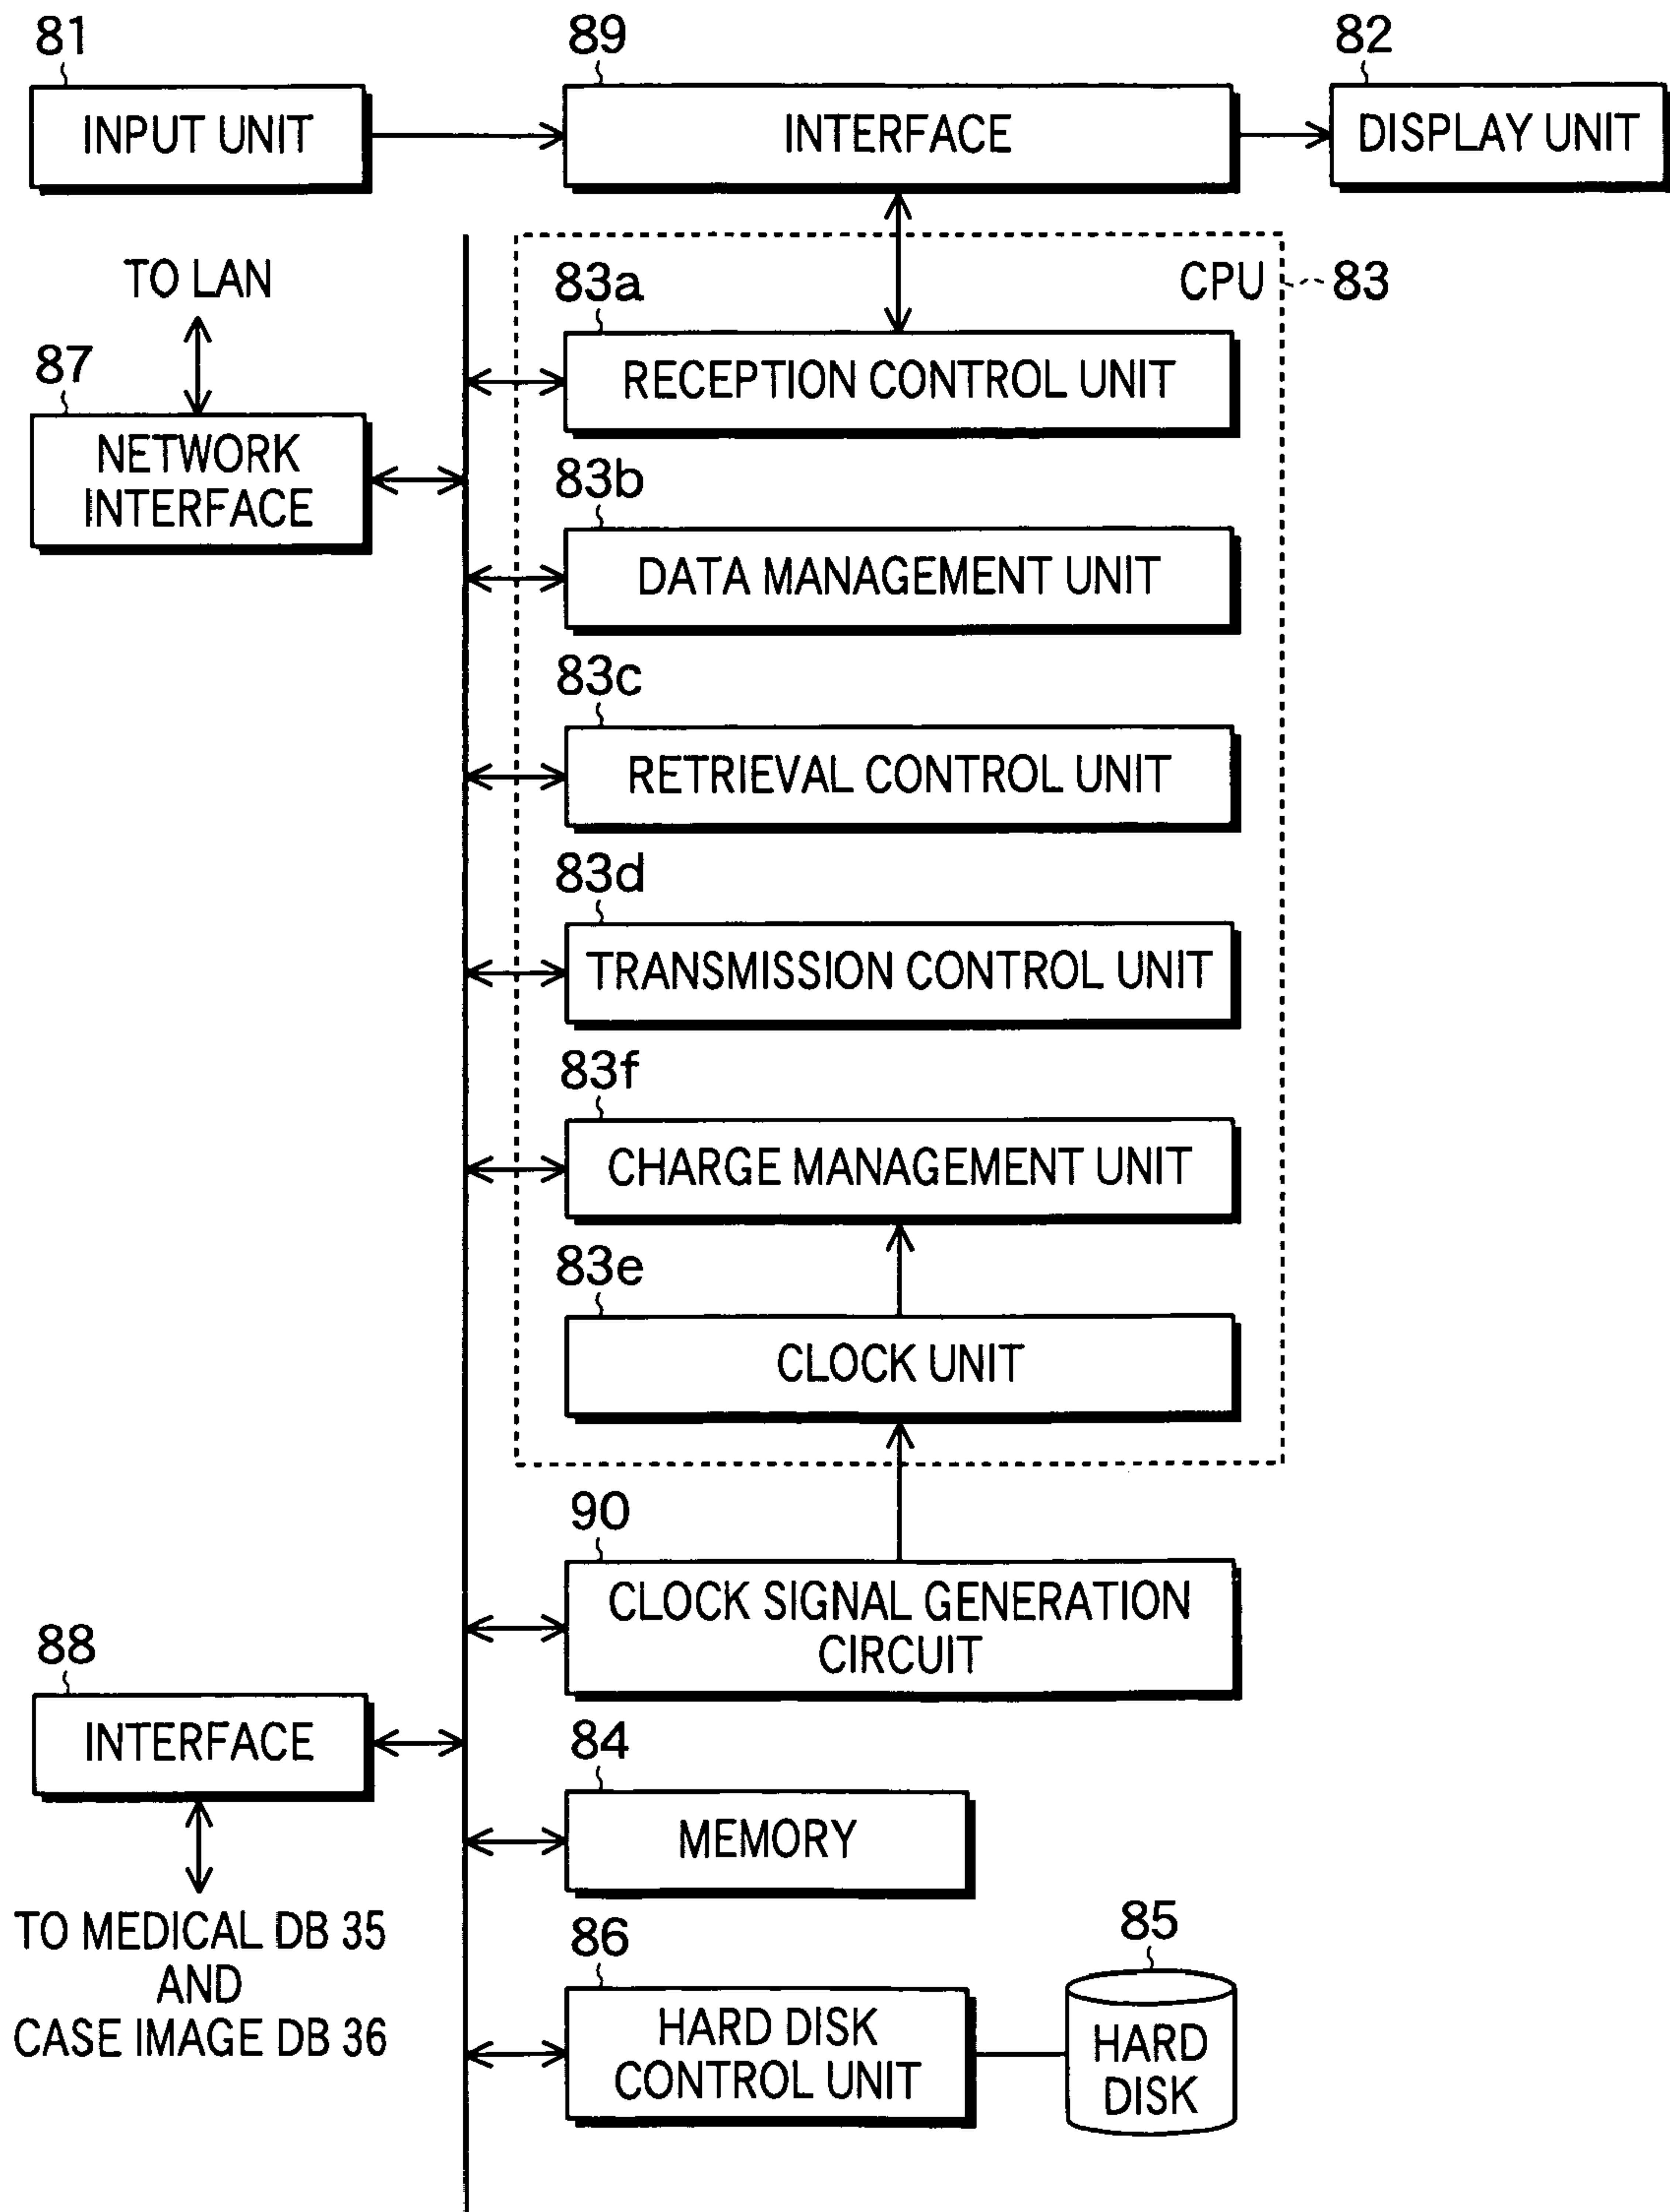 81
INPUT UNIT
89
INTERFACE
82
DISPLAY UNIT
TO LAN
87
NETWORK
INTERFACE
CPU
83
83a
RECEPTION CONTROL UNIT
83b
DATA MANAGEMENT UNIT
83c
RETRIEVAL CONTROL UNIT
83d
TRANSMISSION CONTROL UNIT
83f
CHARGE MANAGEMENT UNIT
83e
CLOCK UNIT
90
CLOCK SIGNAL GENERATION
CIRCUIT
88
INTERFACE
TO MEDICAL DB 35
AND
CASE IMAGE DB 36
84
MEMORY
86
HARD DISK
CONTROL UNIT
85
HARD
DISK